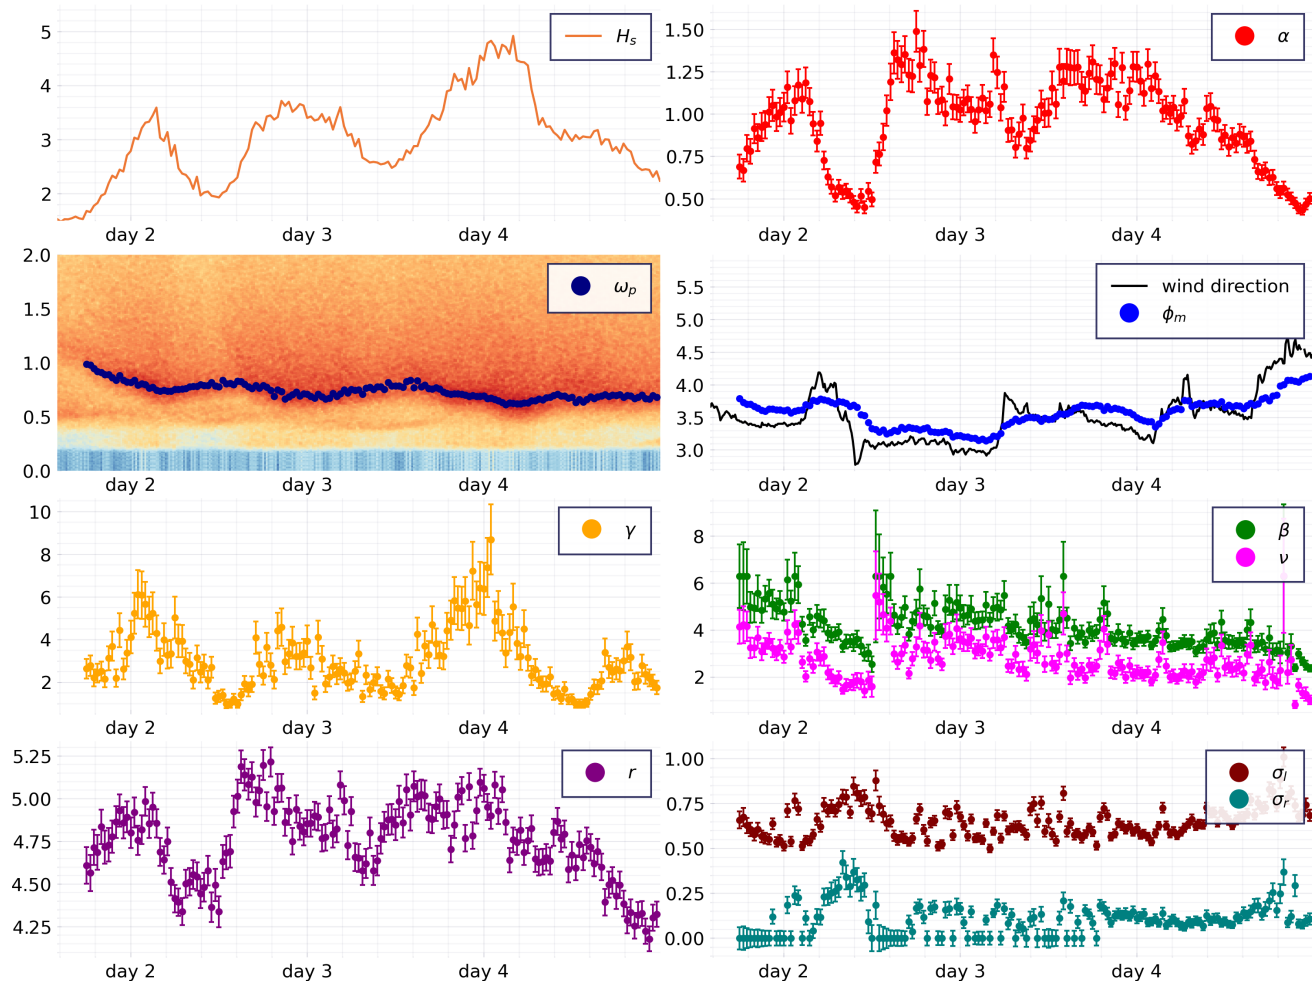 5
4
3
2
H_s
day 2 day 3 day 4
1.50
1.25
1.00
0.75
0.50
α
day 2 day 3 day 4
2.0
1.5
1.0
0.5
0.0
ω_p
day 2 day 3 day 4
5.5
5.0
4.5
4.0
3.5
3.0
wind direction
ϕ_m
day 2 day 3 day 4
10
8
6
4
2
γ
day 2 day 3 day 4
8
6
4
2
β
ν
day 2 day 3 day 4
5.25
5.00
4.75
4.50
4.25
r
day 2 day 3 day 4
1.00
0.75
0.50
0.25
0.00
σ_l
σ_r
day 2 day 3 day 4